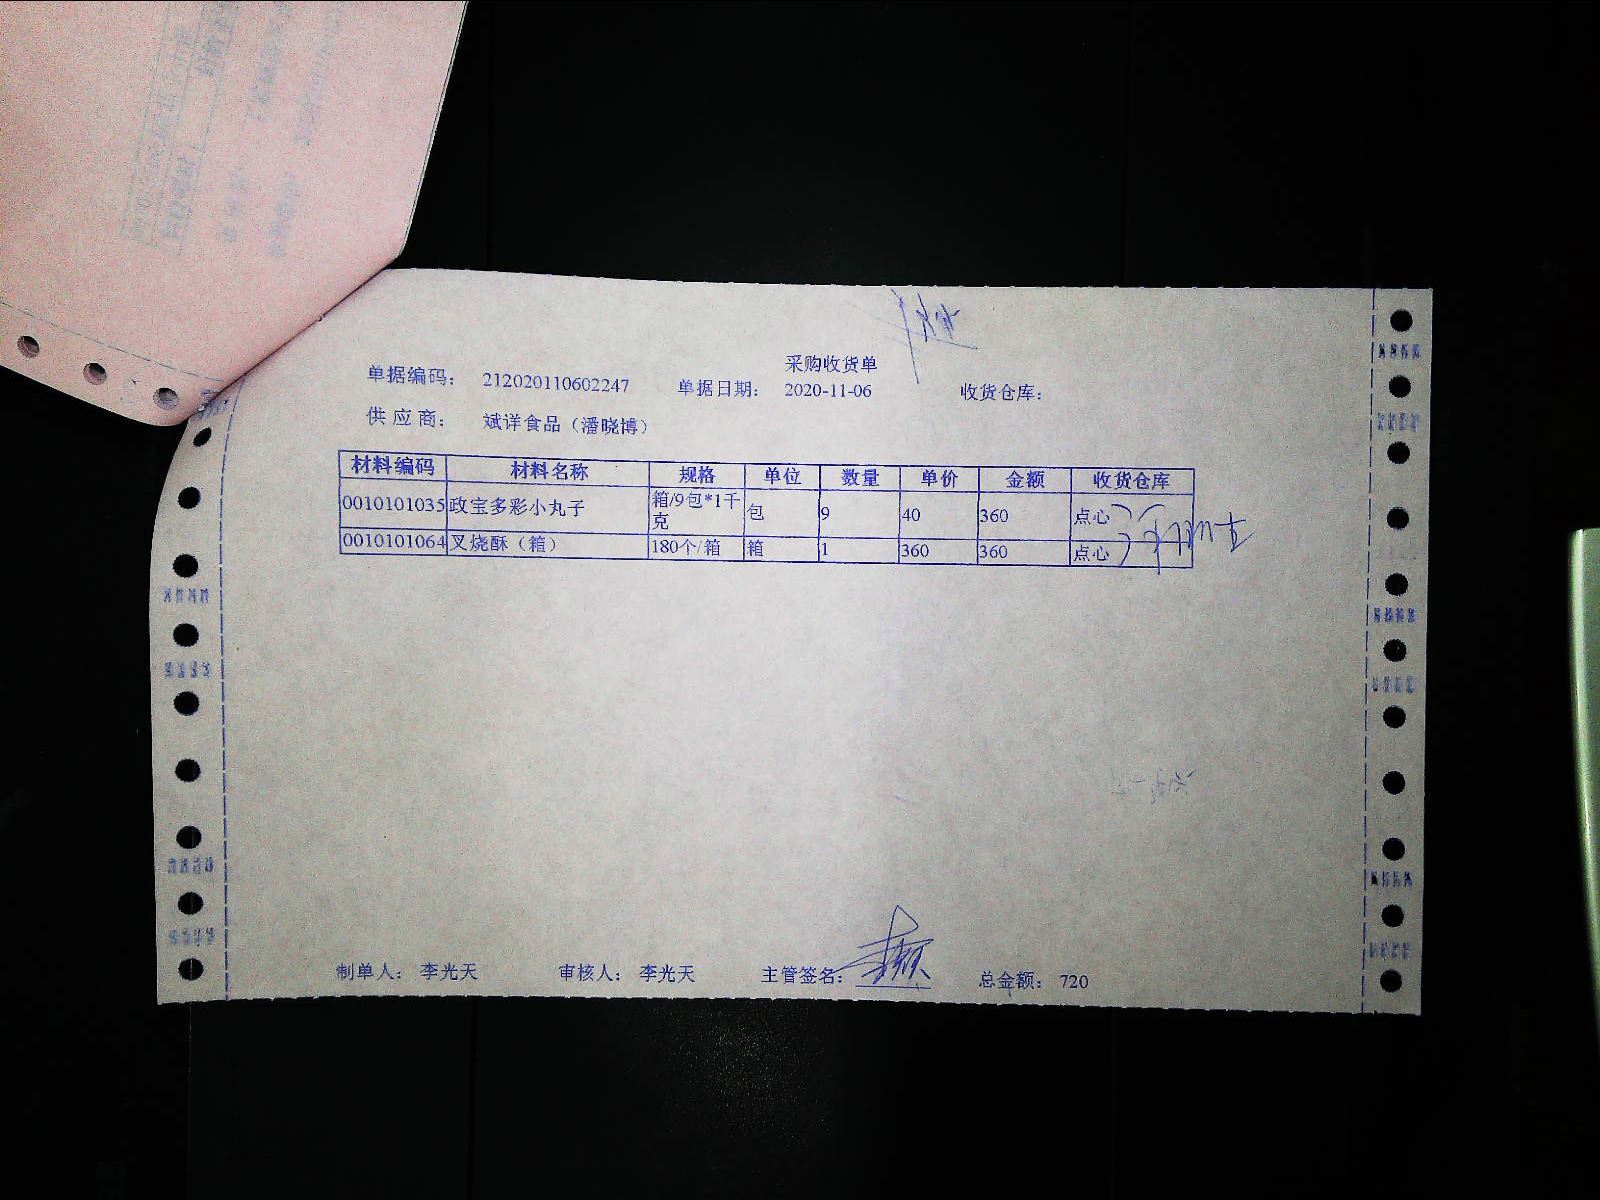 采购收货单
单据编码： 212020110602247 单据日期： 2020-11-06 收货仓库：
供 应 商： 斌详食品（潘晓博）
材料编码 材料名称 规格 单位 数量 单价 金额 收货仓库
0010101035 政宝多彩小丸子 箱/9包*1千克 包 9 40 360 点心
0010101064 叉烧酥（箱） 180个/箱 箱 1 360 360 点心
制单人： 李光天 审核人： 李光天 主管签名： 总金额： 720